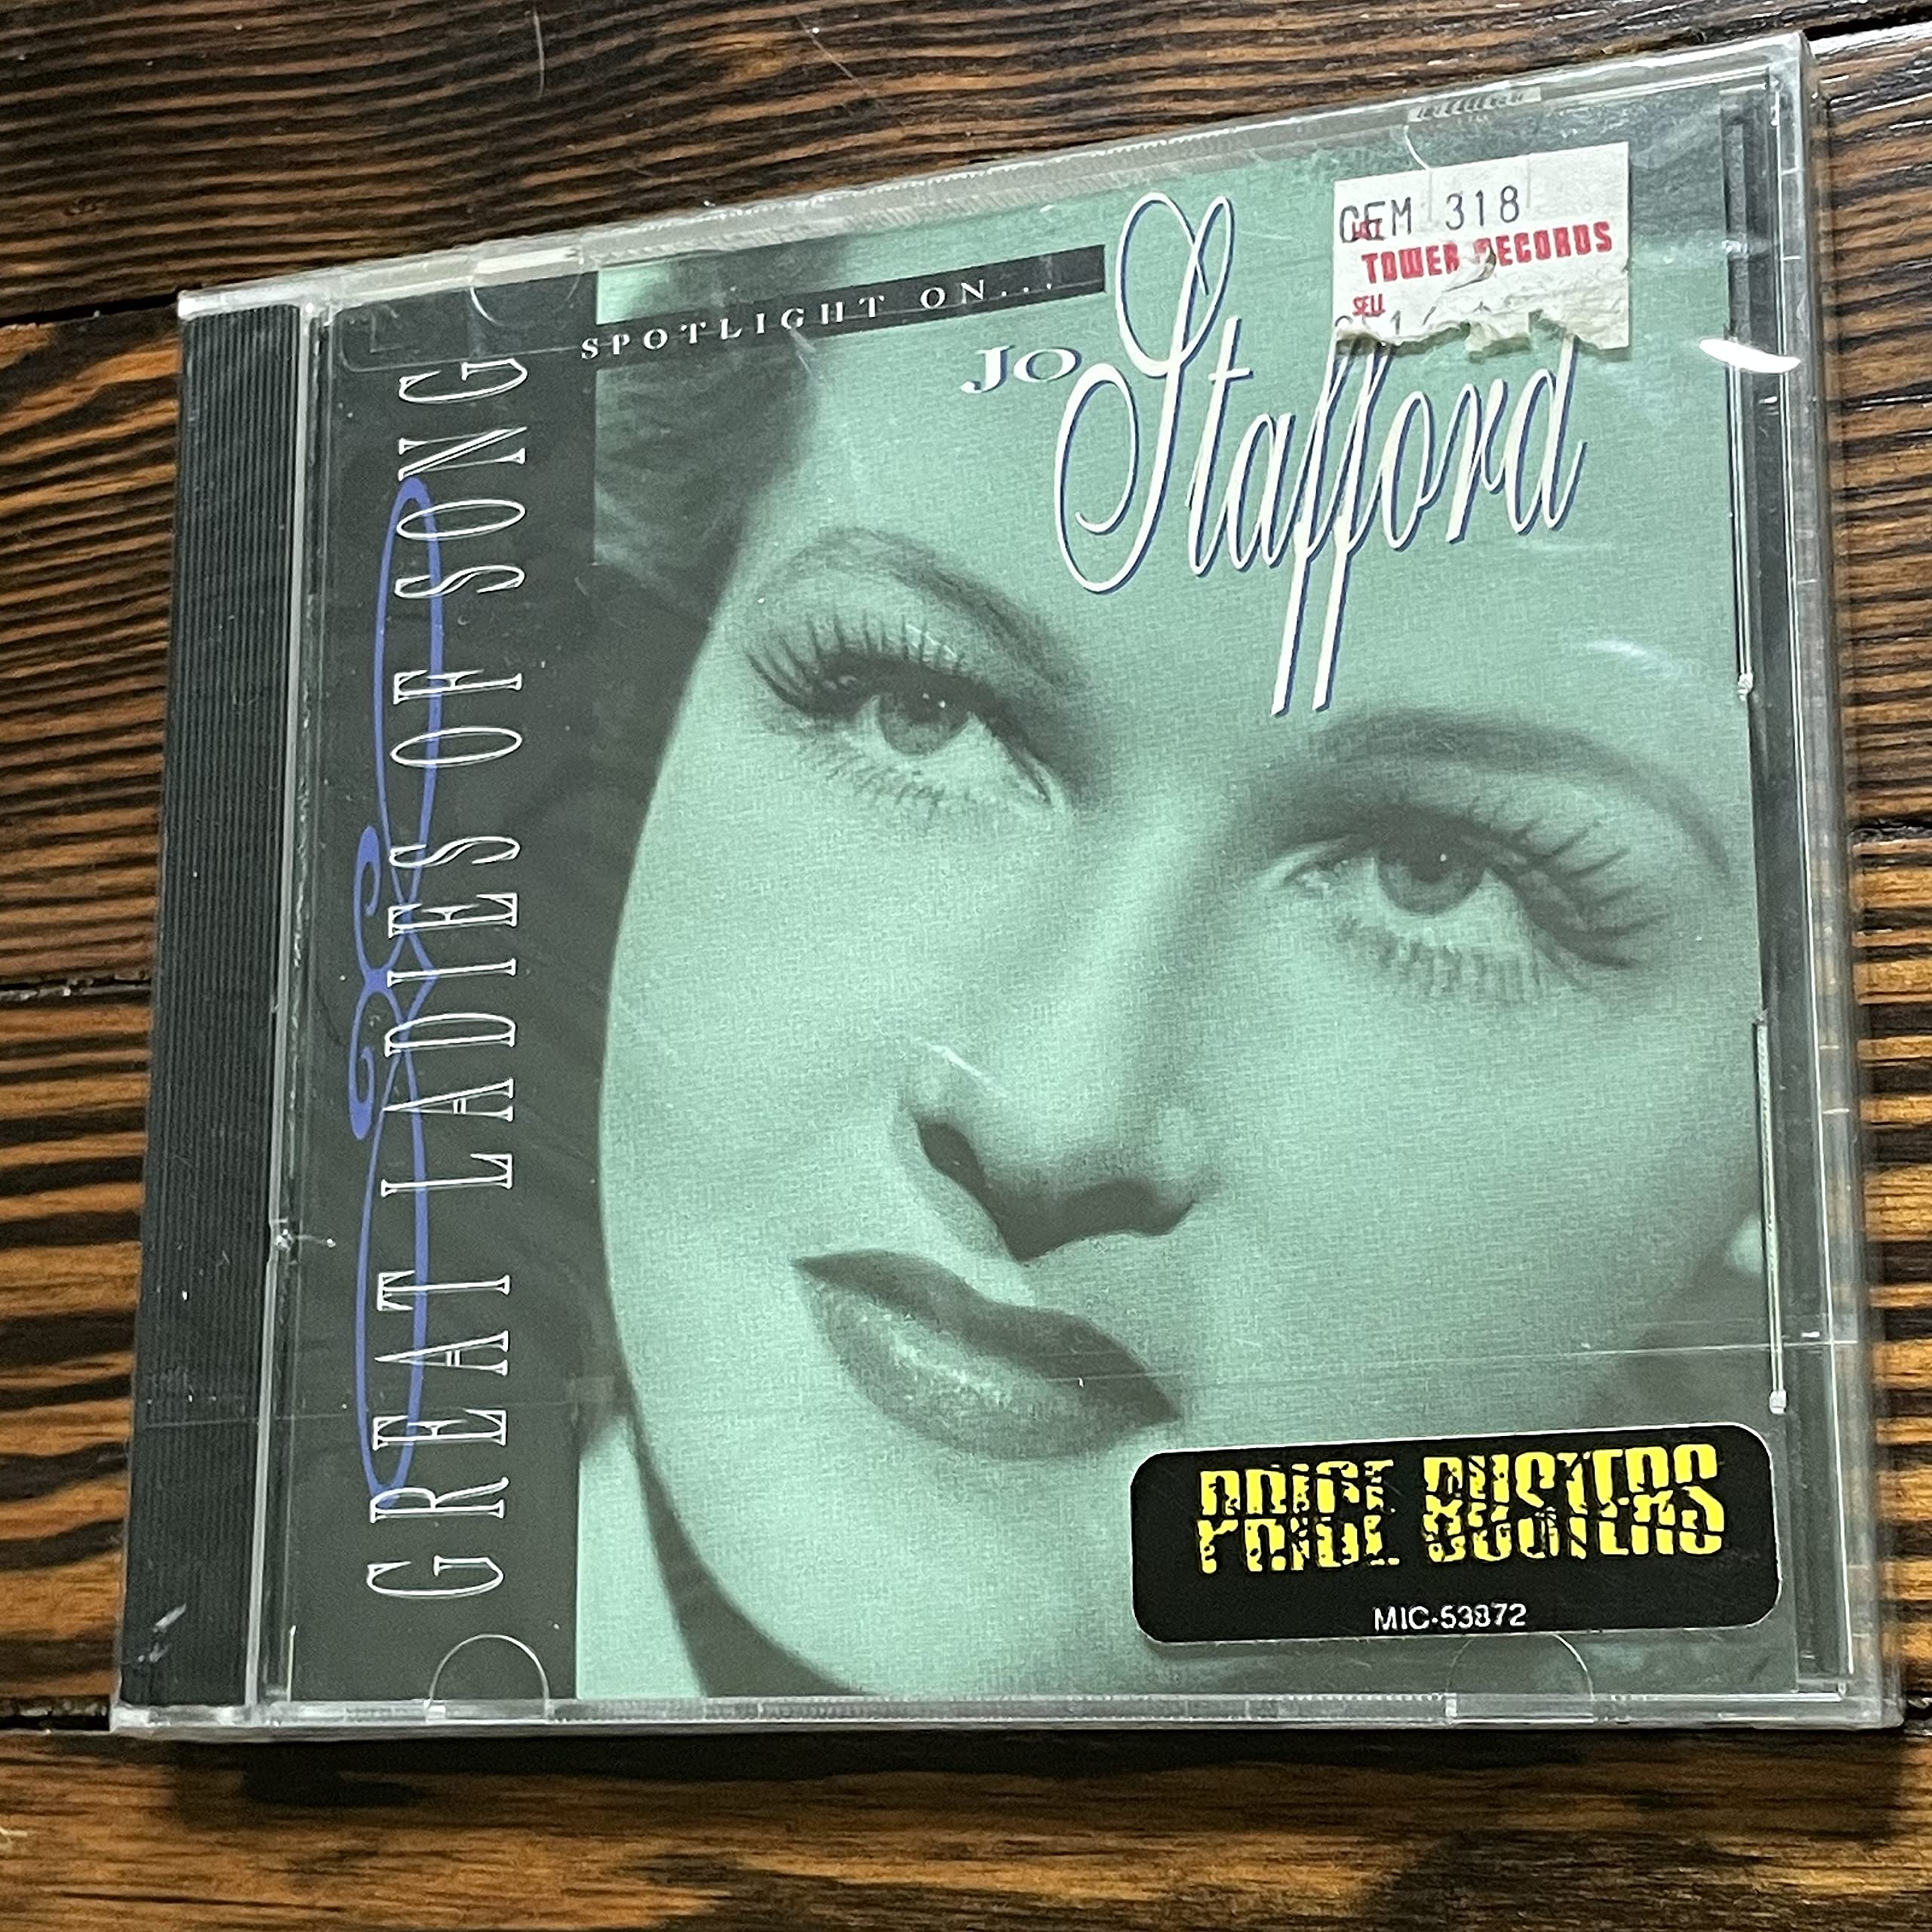 SPOTLIGHT ON...
JO
Stafford
GREAT LADIES OF SONG
CEM 318
TOWER RECORDS
SELL
PRICE BUSTERS
MIC-53872